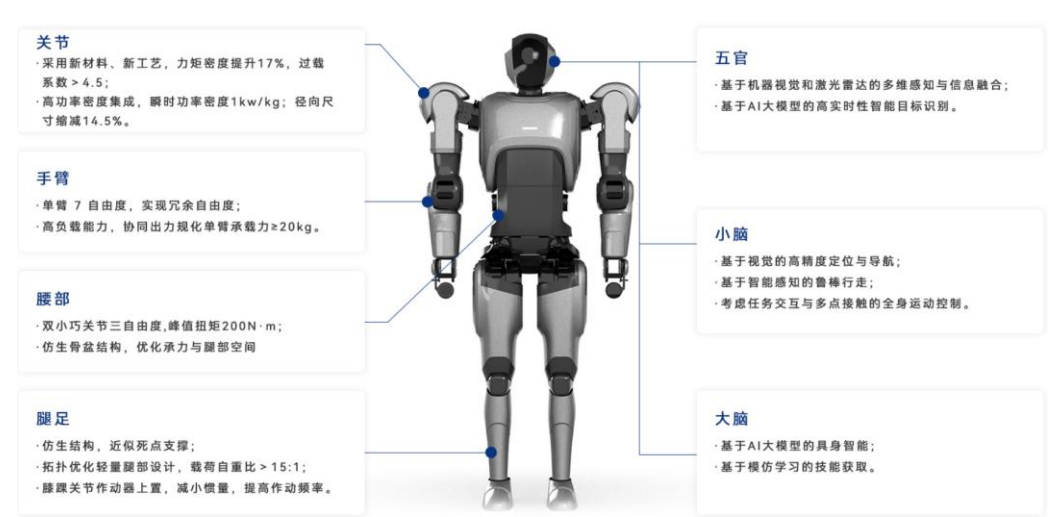 关节
·采用新材料、新工艺，力矩密度提升17%，过载
系数＞4.5；
·高功率密度集成，瞬时功率密度1kw/kg；径向尺
寸缩减14.5%。
手臂
·单臂 7 自由度，实现冗余自由度；
·高负载能力，协同出力规化单臂承载力≥20kg。
腰部
·双小巧关节三自由度,峰值扭矩200N·m；
·仿生骨盆结构，优化承力与腿部空间
腿足
·仿生结构，近似死点支撑；
·拓扑优化轻量腿部设计，载荷自重比＞15:1；
·膝踝关节作动器上置，减小惯量，提高作动频率。
五官
·基于机器视觉和激光雷达的多维感知与信息融合；
·基于AI大模型的高实时性智能目标识别。
小脑
·基于视觉的高精度定位与导航；
·基于智能感知的鲁棒行走；
·考虑任务交互与多点接触的全身运动控制。
大脑
·基于AI大模型的具身智能；
·基于模仿学习的技能获取。